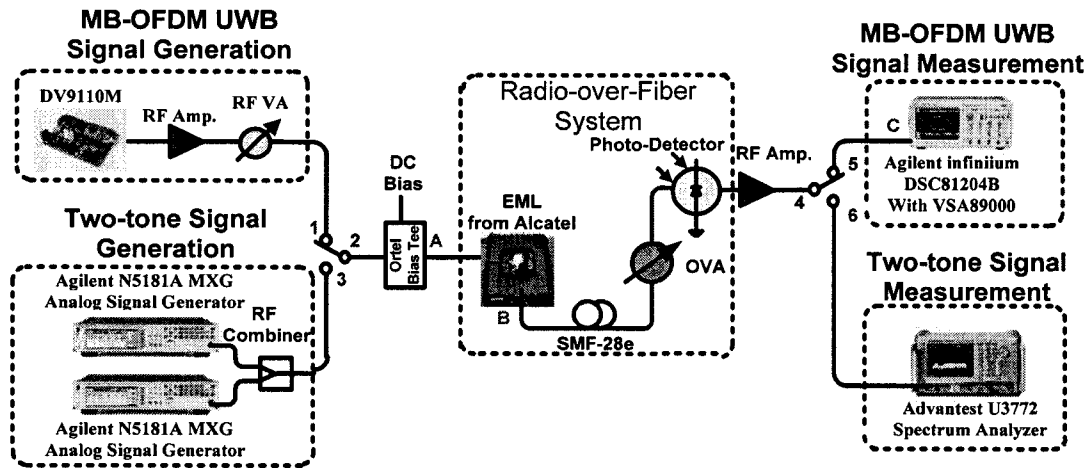 MB-OFDM UWB
Signal Generation
DV9110M
RF Amp.
RF VA
Two-tone Signal
Generation
Agilent N5181A MXG
Analog Signal Generator
RF
Combiner
Agilent N5181A MXG
Analog Signal Generator
1
2
3
DC
Bias
Ortel
Bias Tee
A
Radio-over-Fiber
System
Photo-Detector
EML
from Alcatel
B
SMF-28e
OVA
RF Amp.
4
5
6
MB-OFDM UWB
Signal Measurement
C
Agilent infiniium
DSC81204B
With VSA89000
Two-tone Signal
Measurement
Advantest U3772
Spectrum Analyzer